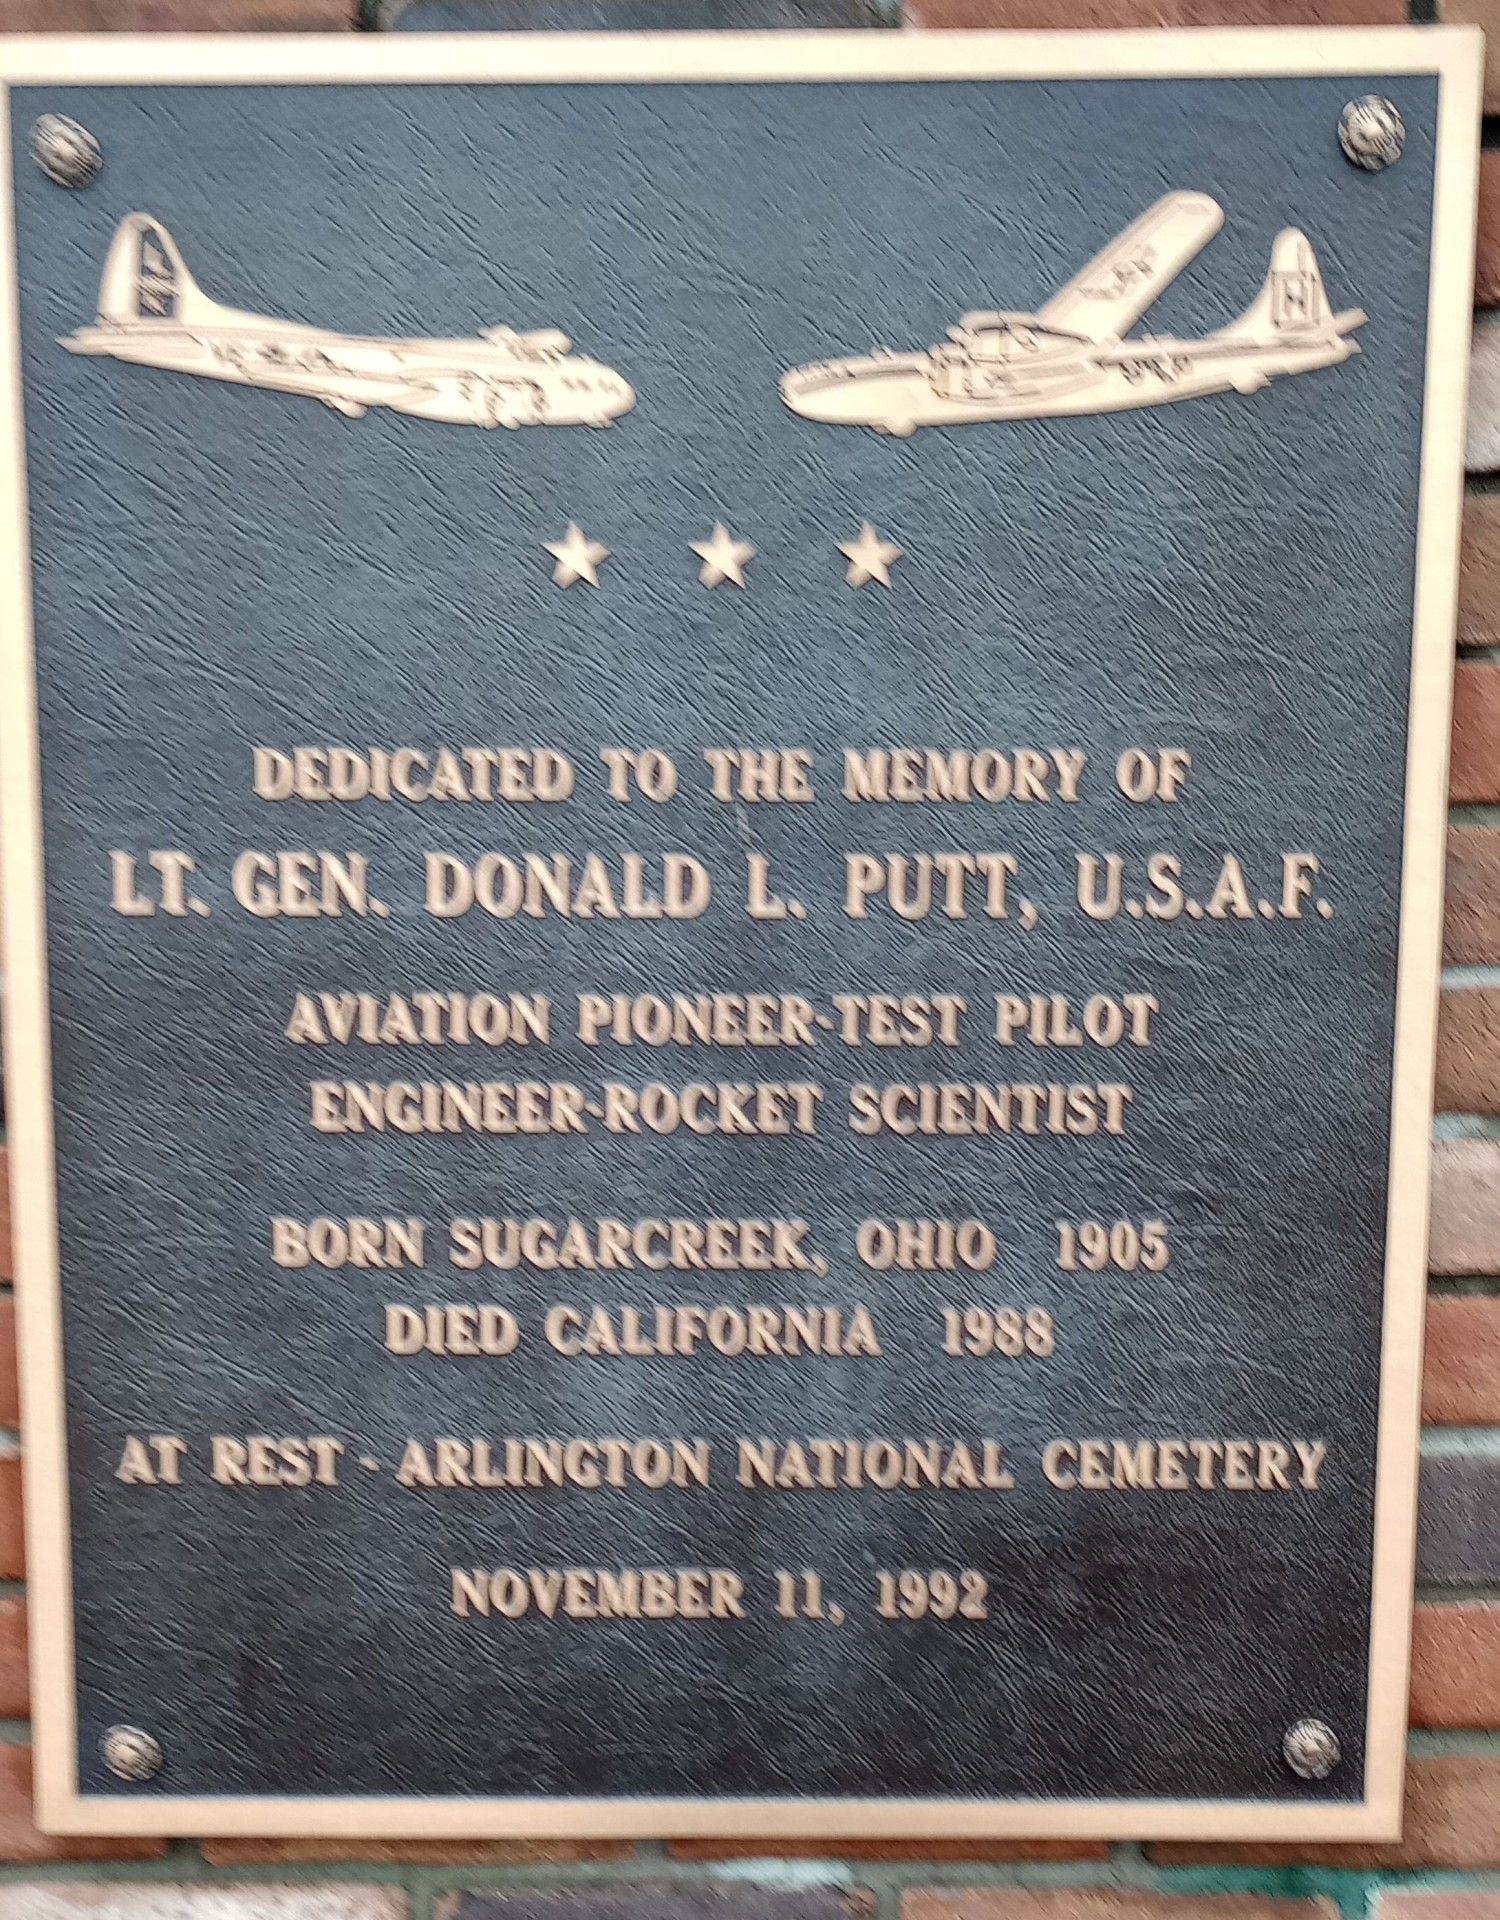 DEDICATED TO THE MEMORY OF
LT. GEN. DONALD L. PUTT, U.S.A.F.
AVIATION PIONEER-TEST PILOT
ENGINEER-ROCKET SCIENTIST
BORN SUGARCREEK, OHIO 1905
DIED CALIFORNIA 1988
AT REST - ARLINGTON NATIONAL CEMETERY
NOVEMBER 11, 1992